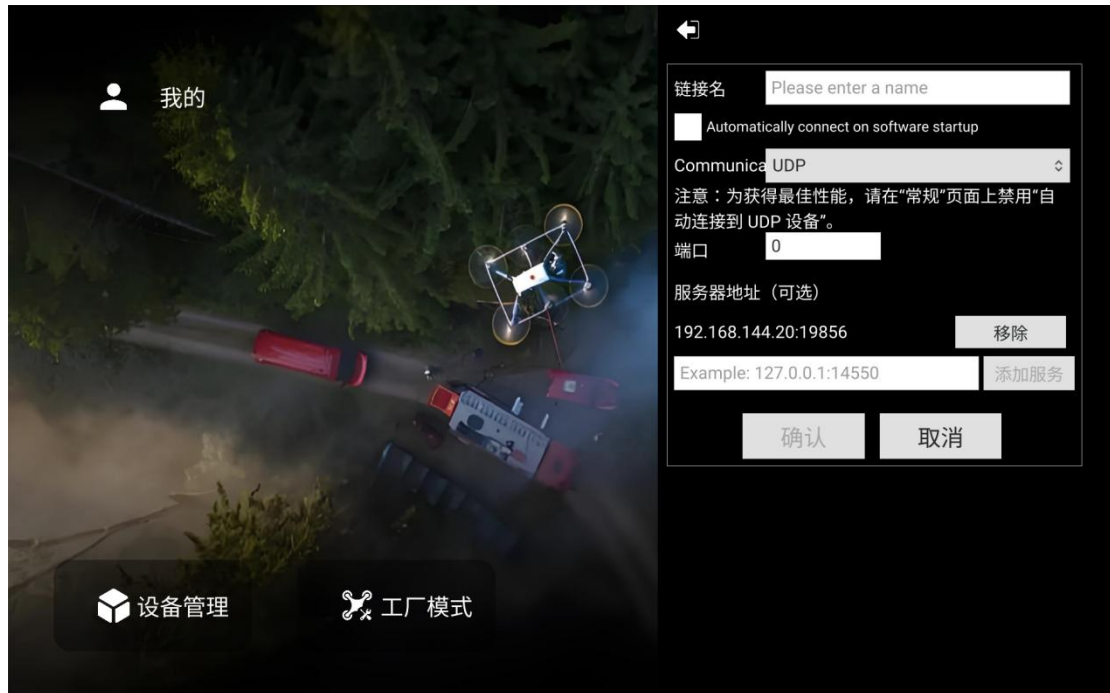 我的
设备管理
工厂模式
链接名
Please enter a name
Automatically connect on software startup
Communica
UDP
注意：为获得最佳性能，请在“常规”页面上禁用“自
动连接到 UDP 设备”。
端口
0
服务器地址（可选）
192.168.144.20:19856
移除
Example: 127.0.0.1:14550
添加服务
确认
取消